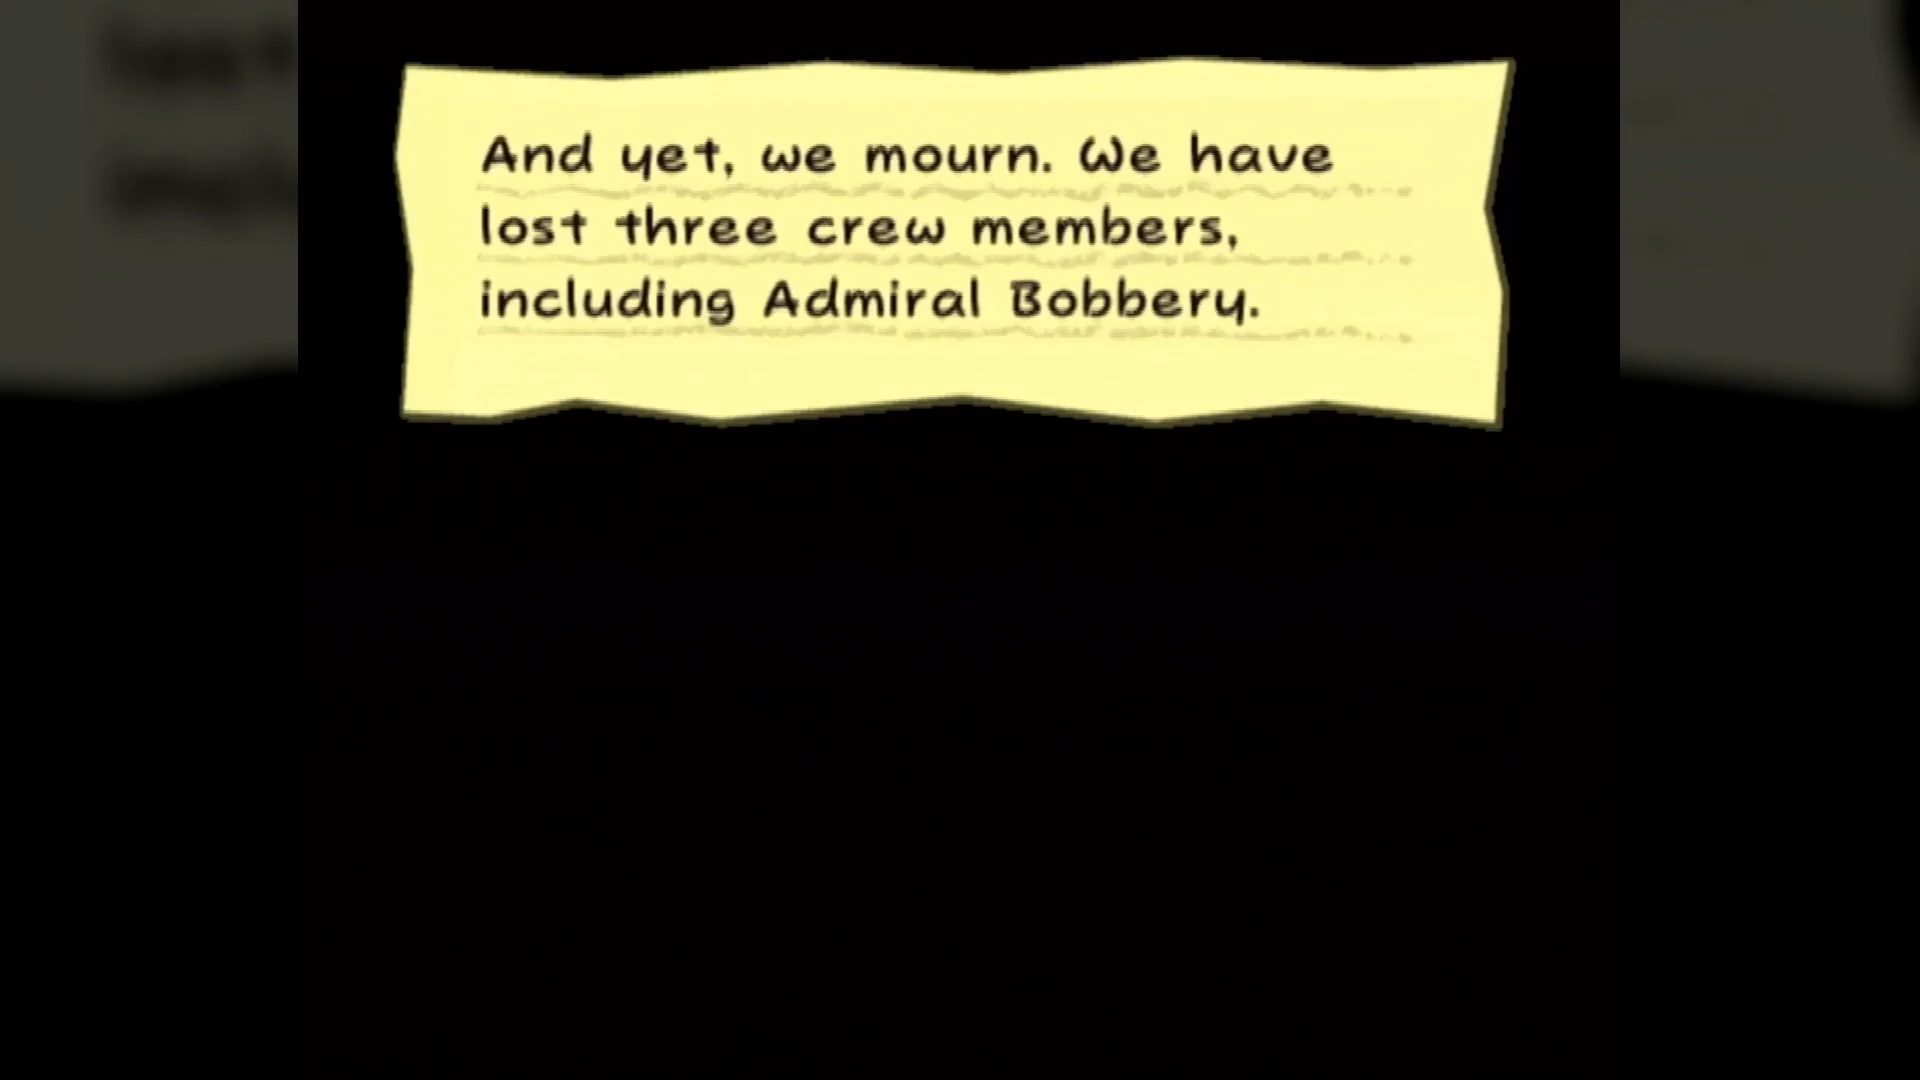 And yet, we mourn. We have
lost three crew members,
including Admiral Bobbery.